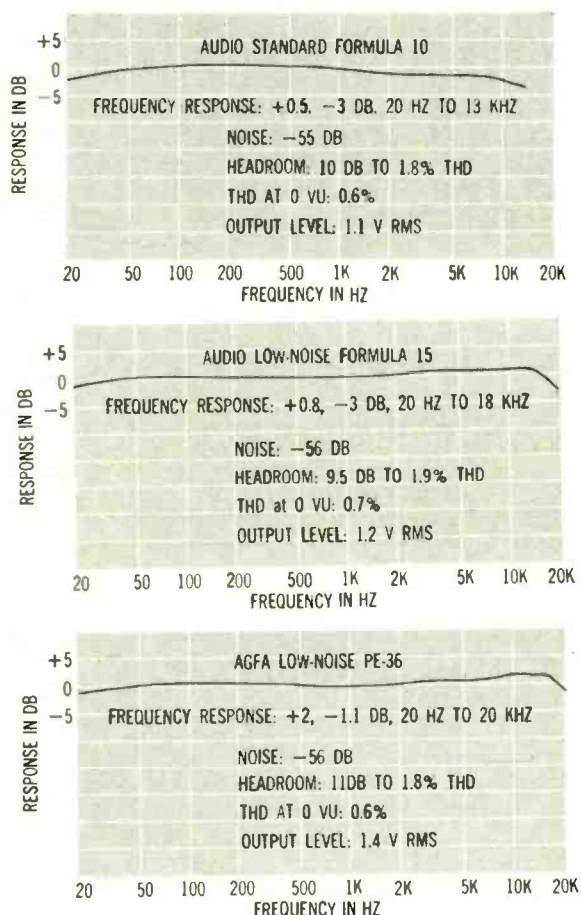 +5
0
−5
RESPONSE IN DB
AUDIO STANDARD FORMULA 10
FREQUENCY RESPONSE: +0.5, −3 DB. 20 HZ TO 13 KHZ
NOISE: −55 DB
HEADROOM: 10 DB TO 1.8% THD
THD AT 0 VU: 0.6%
OUTPUT LEVEL: 1.1 V RMS
20 50 100 200 500 1K 2K 5K 10K 20K
FREQUENCY IN HZ
+5
0
−5
RESPONSE IN DB
AUDIO LOW-NOISE FORMULA 15
FREQUENCY RESPONSE: +0.8, −3 DB, 20 HZ TO 18 KHZ
NOISE: −56 DB
HEADROOM: 9.5 DB TO 1.9% THD
THD at 0 VU: 0.7%
OUTPUT LEVEL: 1.2 V RMS
20 50 100 200 500 1K 2K 5K 10K 20K
FREQUENCY IN HZ
+5
0
−5
RESPONSE IN DB
AGFA LOW-NOISE PE-36
FREQUENCY RESPONSE: +2, −1.1 DB, 20 HZ TO 20 KHZ
NOISE: −56 DB
HEADROOM: 11DB TO 1.8% THD
THD AT 0 VU: 0.6%
OUTPUT LEVEL: 1.4 V RMS
20 50 100 200 500 1K 2K 5K 10K 20K
FREQUENCY IN HZ